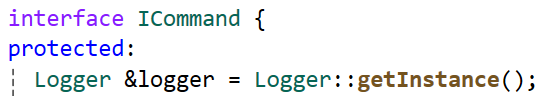 interface ICommand {
protected:
Logger &logger = Logger::getInstance();